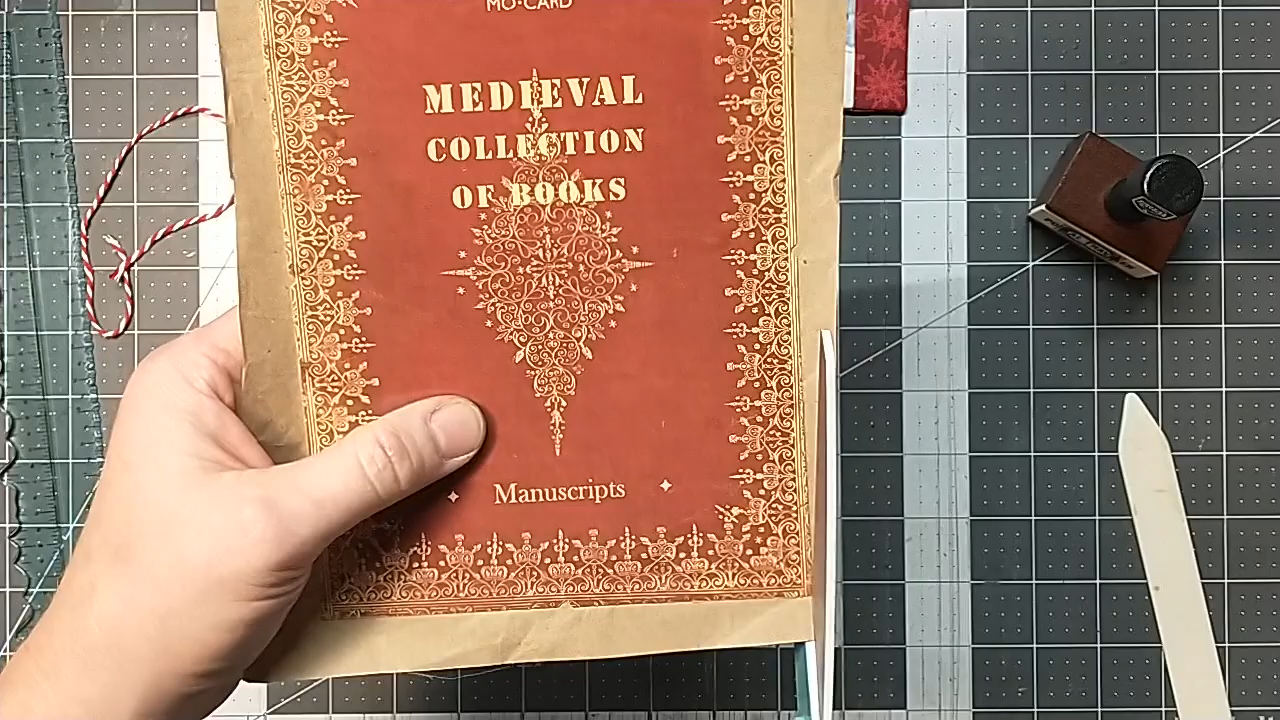 MO·CARD
MEDIEVAL
COLLECTION
OF BOOKS
Manuscripts